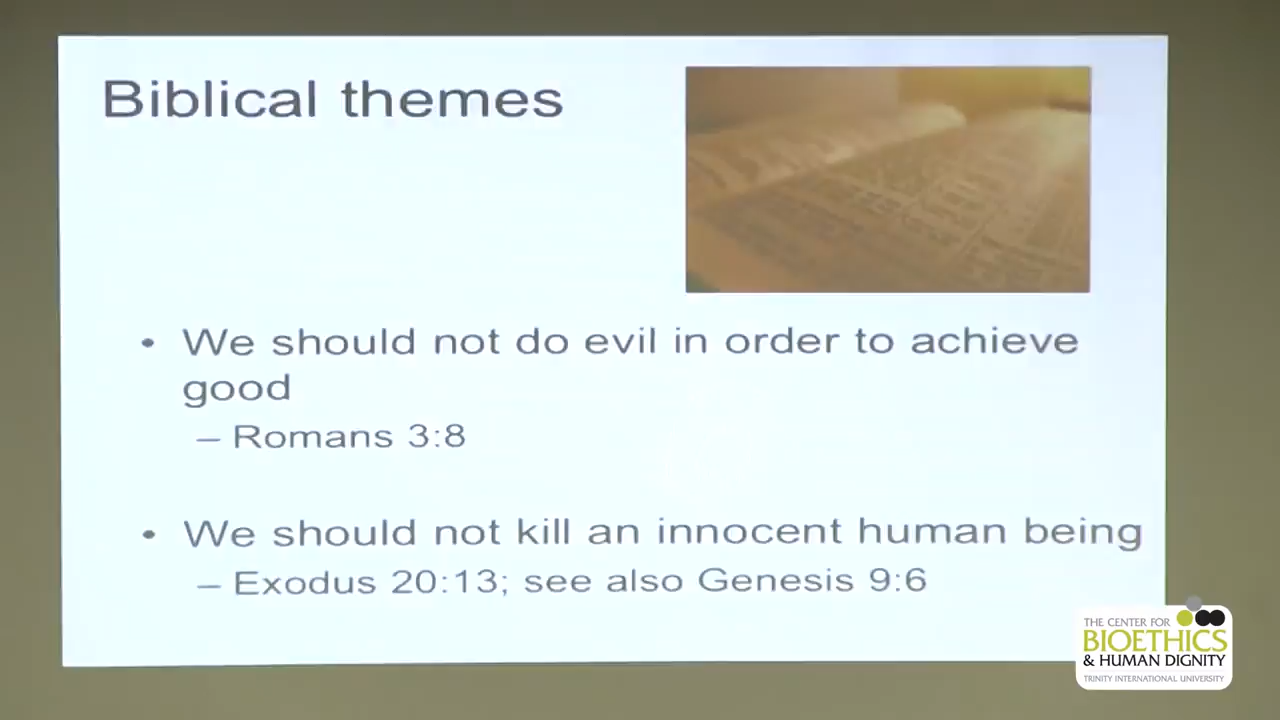 Biblical themes
• We should not do evil in order to achieve
good
– Romans 3:8
• We should not kill an innocent human being
– Exodus 20:13; see also Genesis 9:6
THE CENTER FOR
BIOETHICS
& HUMAN DIGNITY
TRINITY INTERNATIONAL UNIVERSITY